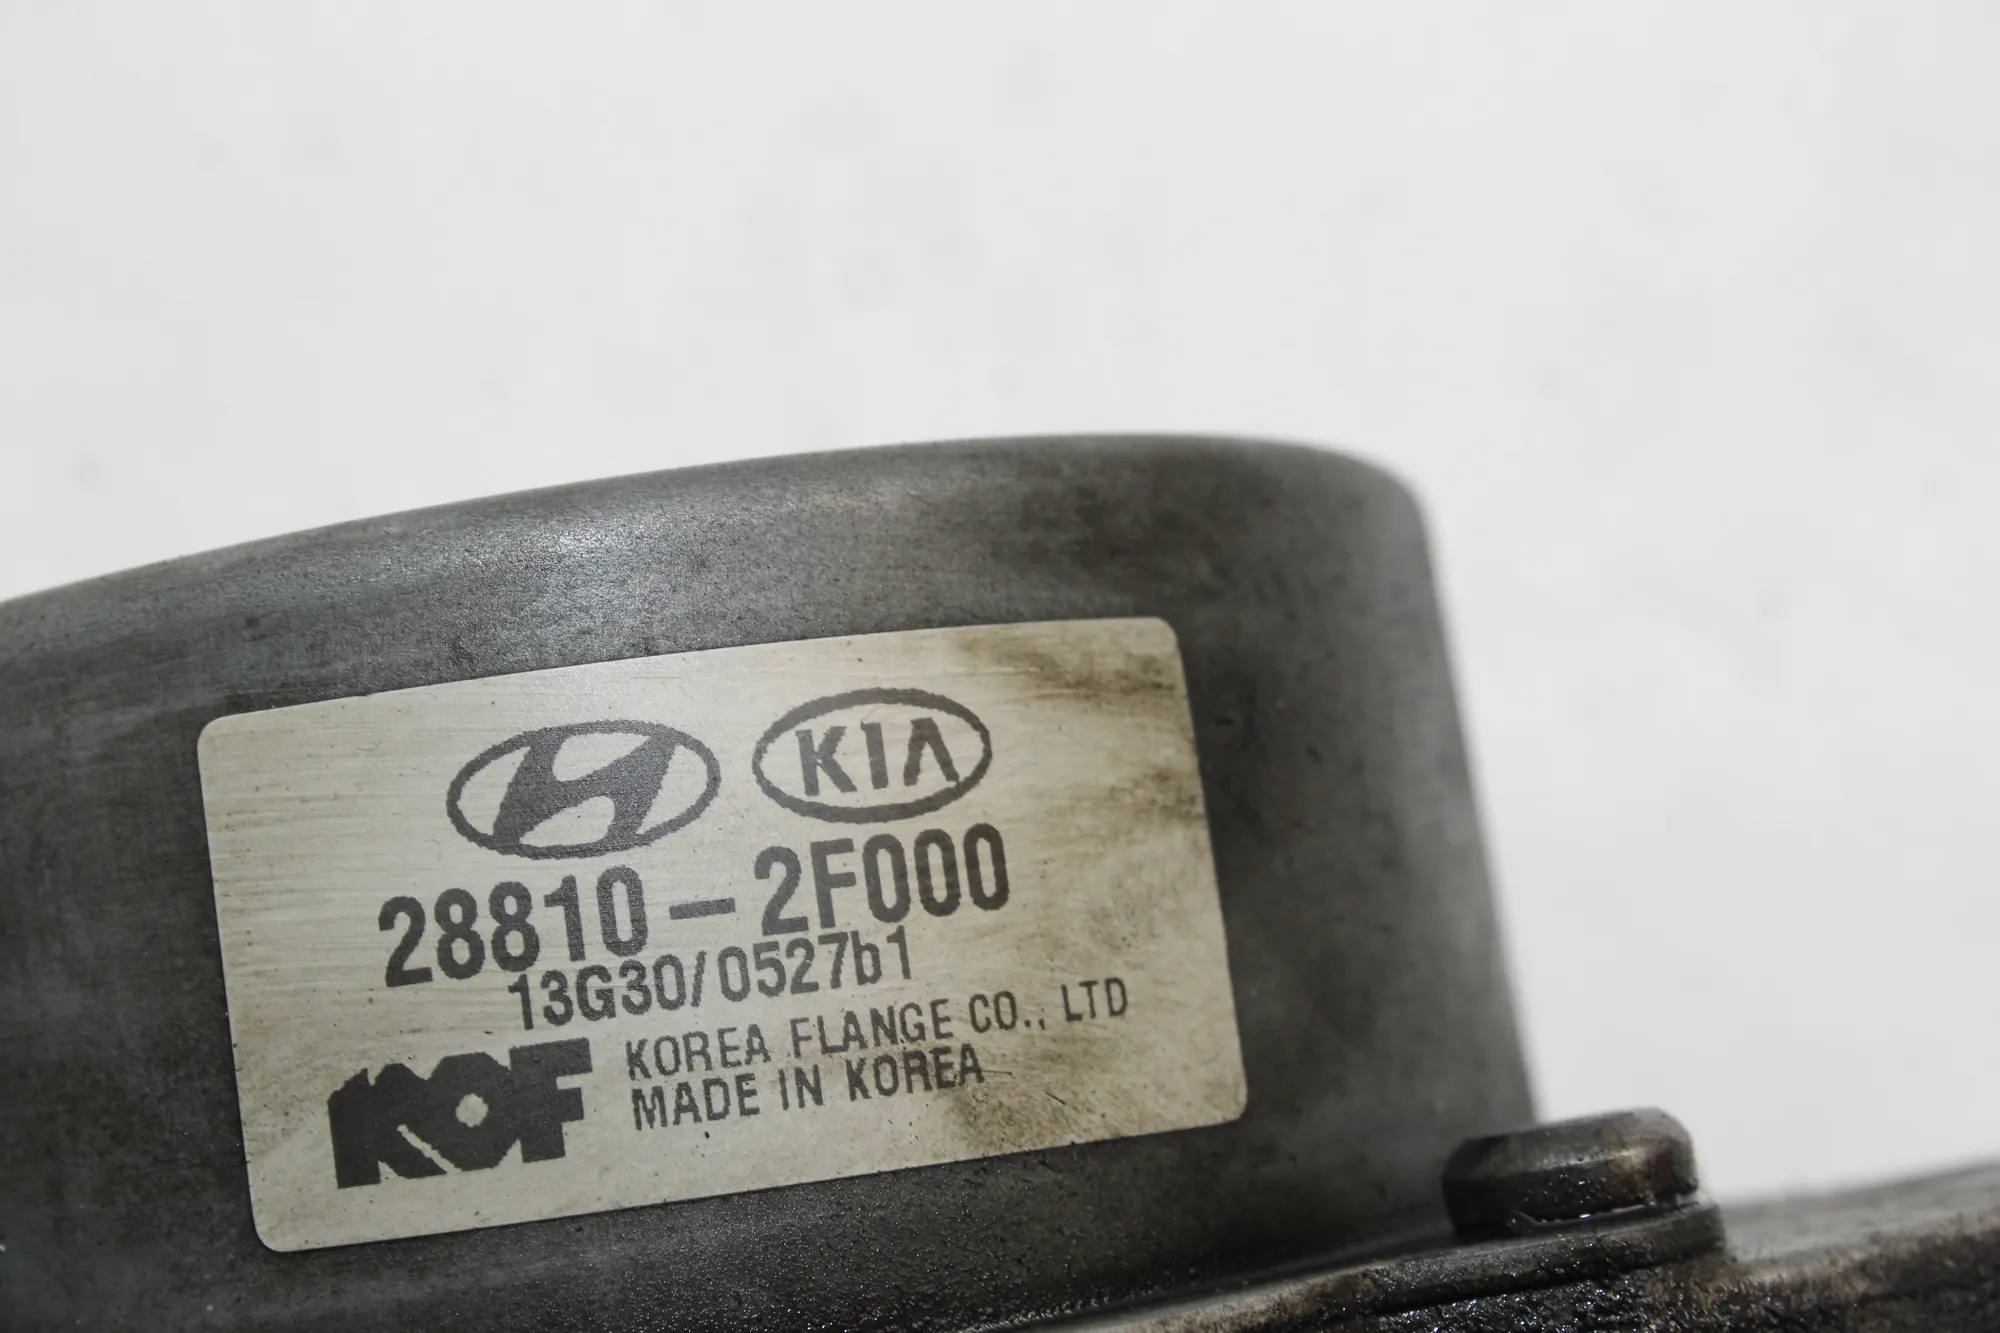 KIA
28810-2F000
13G30/0527b1
KOF KOREA FLANGE CO., LTD
MADE IN KOREA